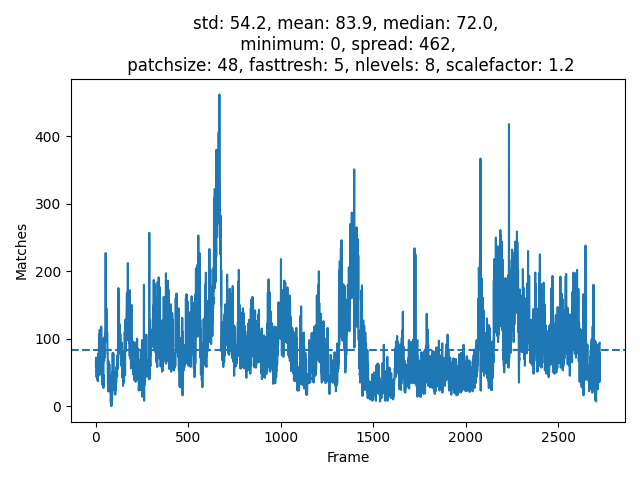 std: 54.2, mean: 83.9, median: 72.0,
minimum: 0, spread: 462,
patchsize: 48, fasttresh: 5, nlevels: 8, scalefactor: 1.2
400
300
200
100
0
Matches
0 500 1000 1500 2000 2500
Frame